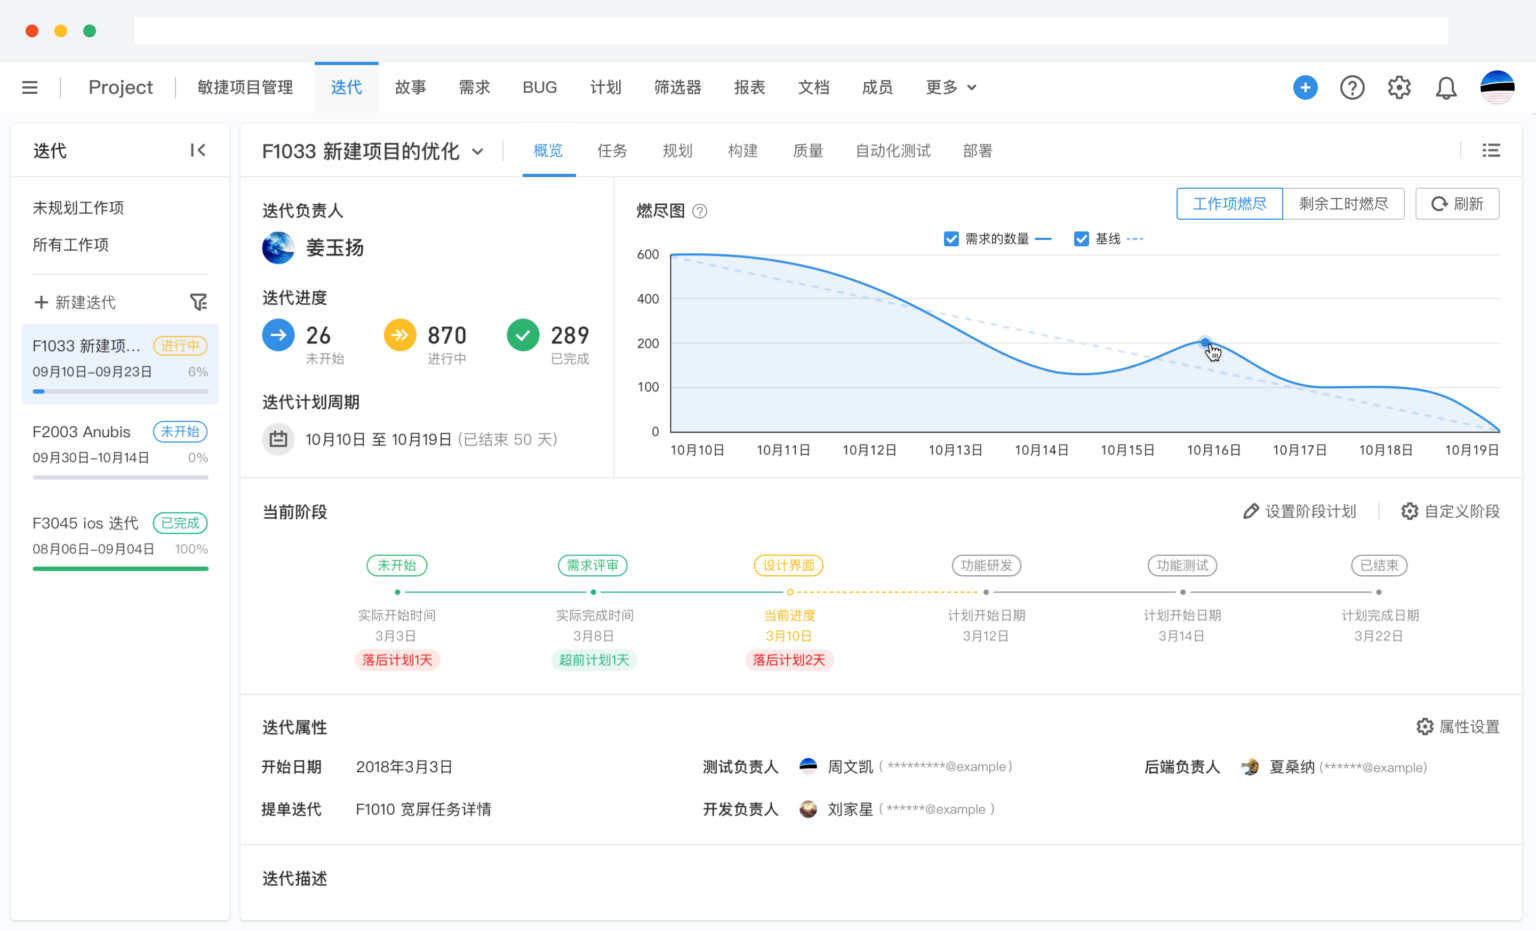 Project 敏捷项目管理 迭代 故事 需求 BUG 计划 筛选器 报表 文档 成员 更多
迭代
未规划工作项
所有工作项
新建迭代
F1033 新建项... 进行中
09月10日-09月23日 6%
F2003 Anubis 未开始
09月30日-10月14日 0%
F3045 ios 迭代 已完成
08月06日-09月04日 100%
F1033 新建项目的优化 概览 任务 规划 构建 质量 自动化测试 部署
迭代负责人
姜玉扬
迭代进度
26 870 289
未开始 进行中 已完成
迭代计划周期
10月10日 至 10月19日 (已结束 50 天)
燃尽图 ? 工作项燃尽 剩余工时燃尽 刷新
需求的数量 基线
600
400
200
100
0
10月10日 10月11日 10月12日 10月13日 10月14日 10月15日 10月16日 10月17日 10月18日 10月19日
当前阶段 设置阶段计划 自定义阶段
未开始 需求评审 设计界面 功能研发 功能测试 已结束
实际开始时间 实际完成时间 当前进度 计划开始日期 计划开始日期 计划完成日期
3月3日 3月8日 3月10日 3月12日 3月14日 3月22日
落后计划1天 超前计划1天 落后计划2天
迭代属性 属性设置
开始日期 2018年3月3日 测试负责人 周文凯 ( *********@example) 后端负责人 夏桑纳 (******@example)
提单迭代 F1010 宽屏任务详情 开发负责人 刘家星 ( ******@example )
迭代描述